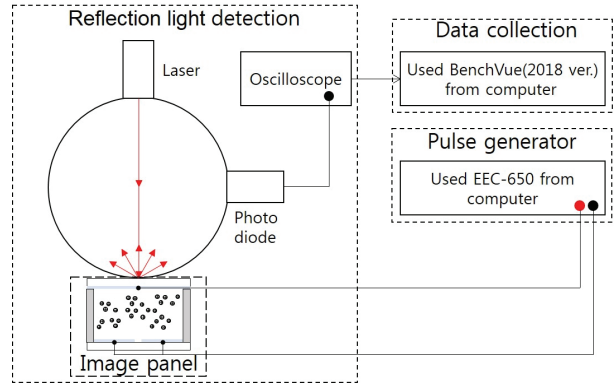 Reflection light detection
Laser
Oscilloscope
Photo
diode
Image panel
Data collection
Used BenchVue(2018 ver.)
from computer
Pulse generator
Used EEC-650 from
computer